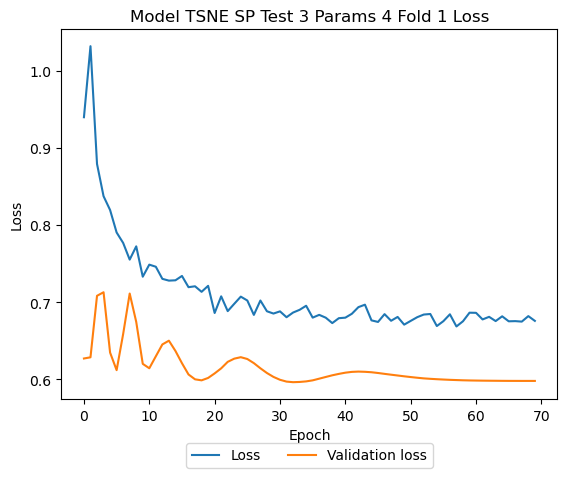 Model TSNE SP Test 3 Params 4 Fold 1 Loss
Loss
1.0
0.9
0.8
0.7
0.6
0 10 20 30 40 50 60 70
Epoch
Loss Validation loss